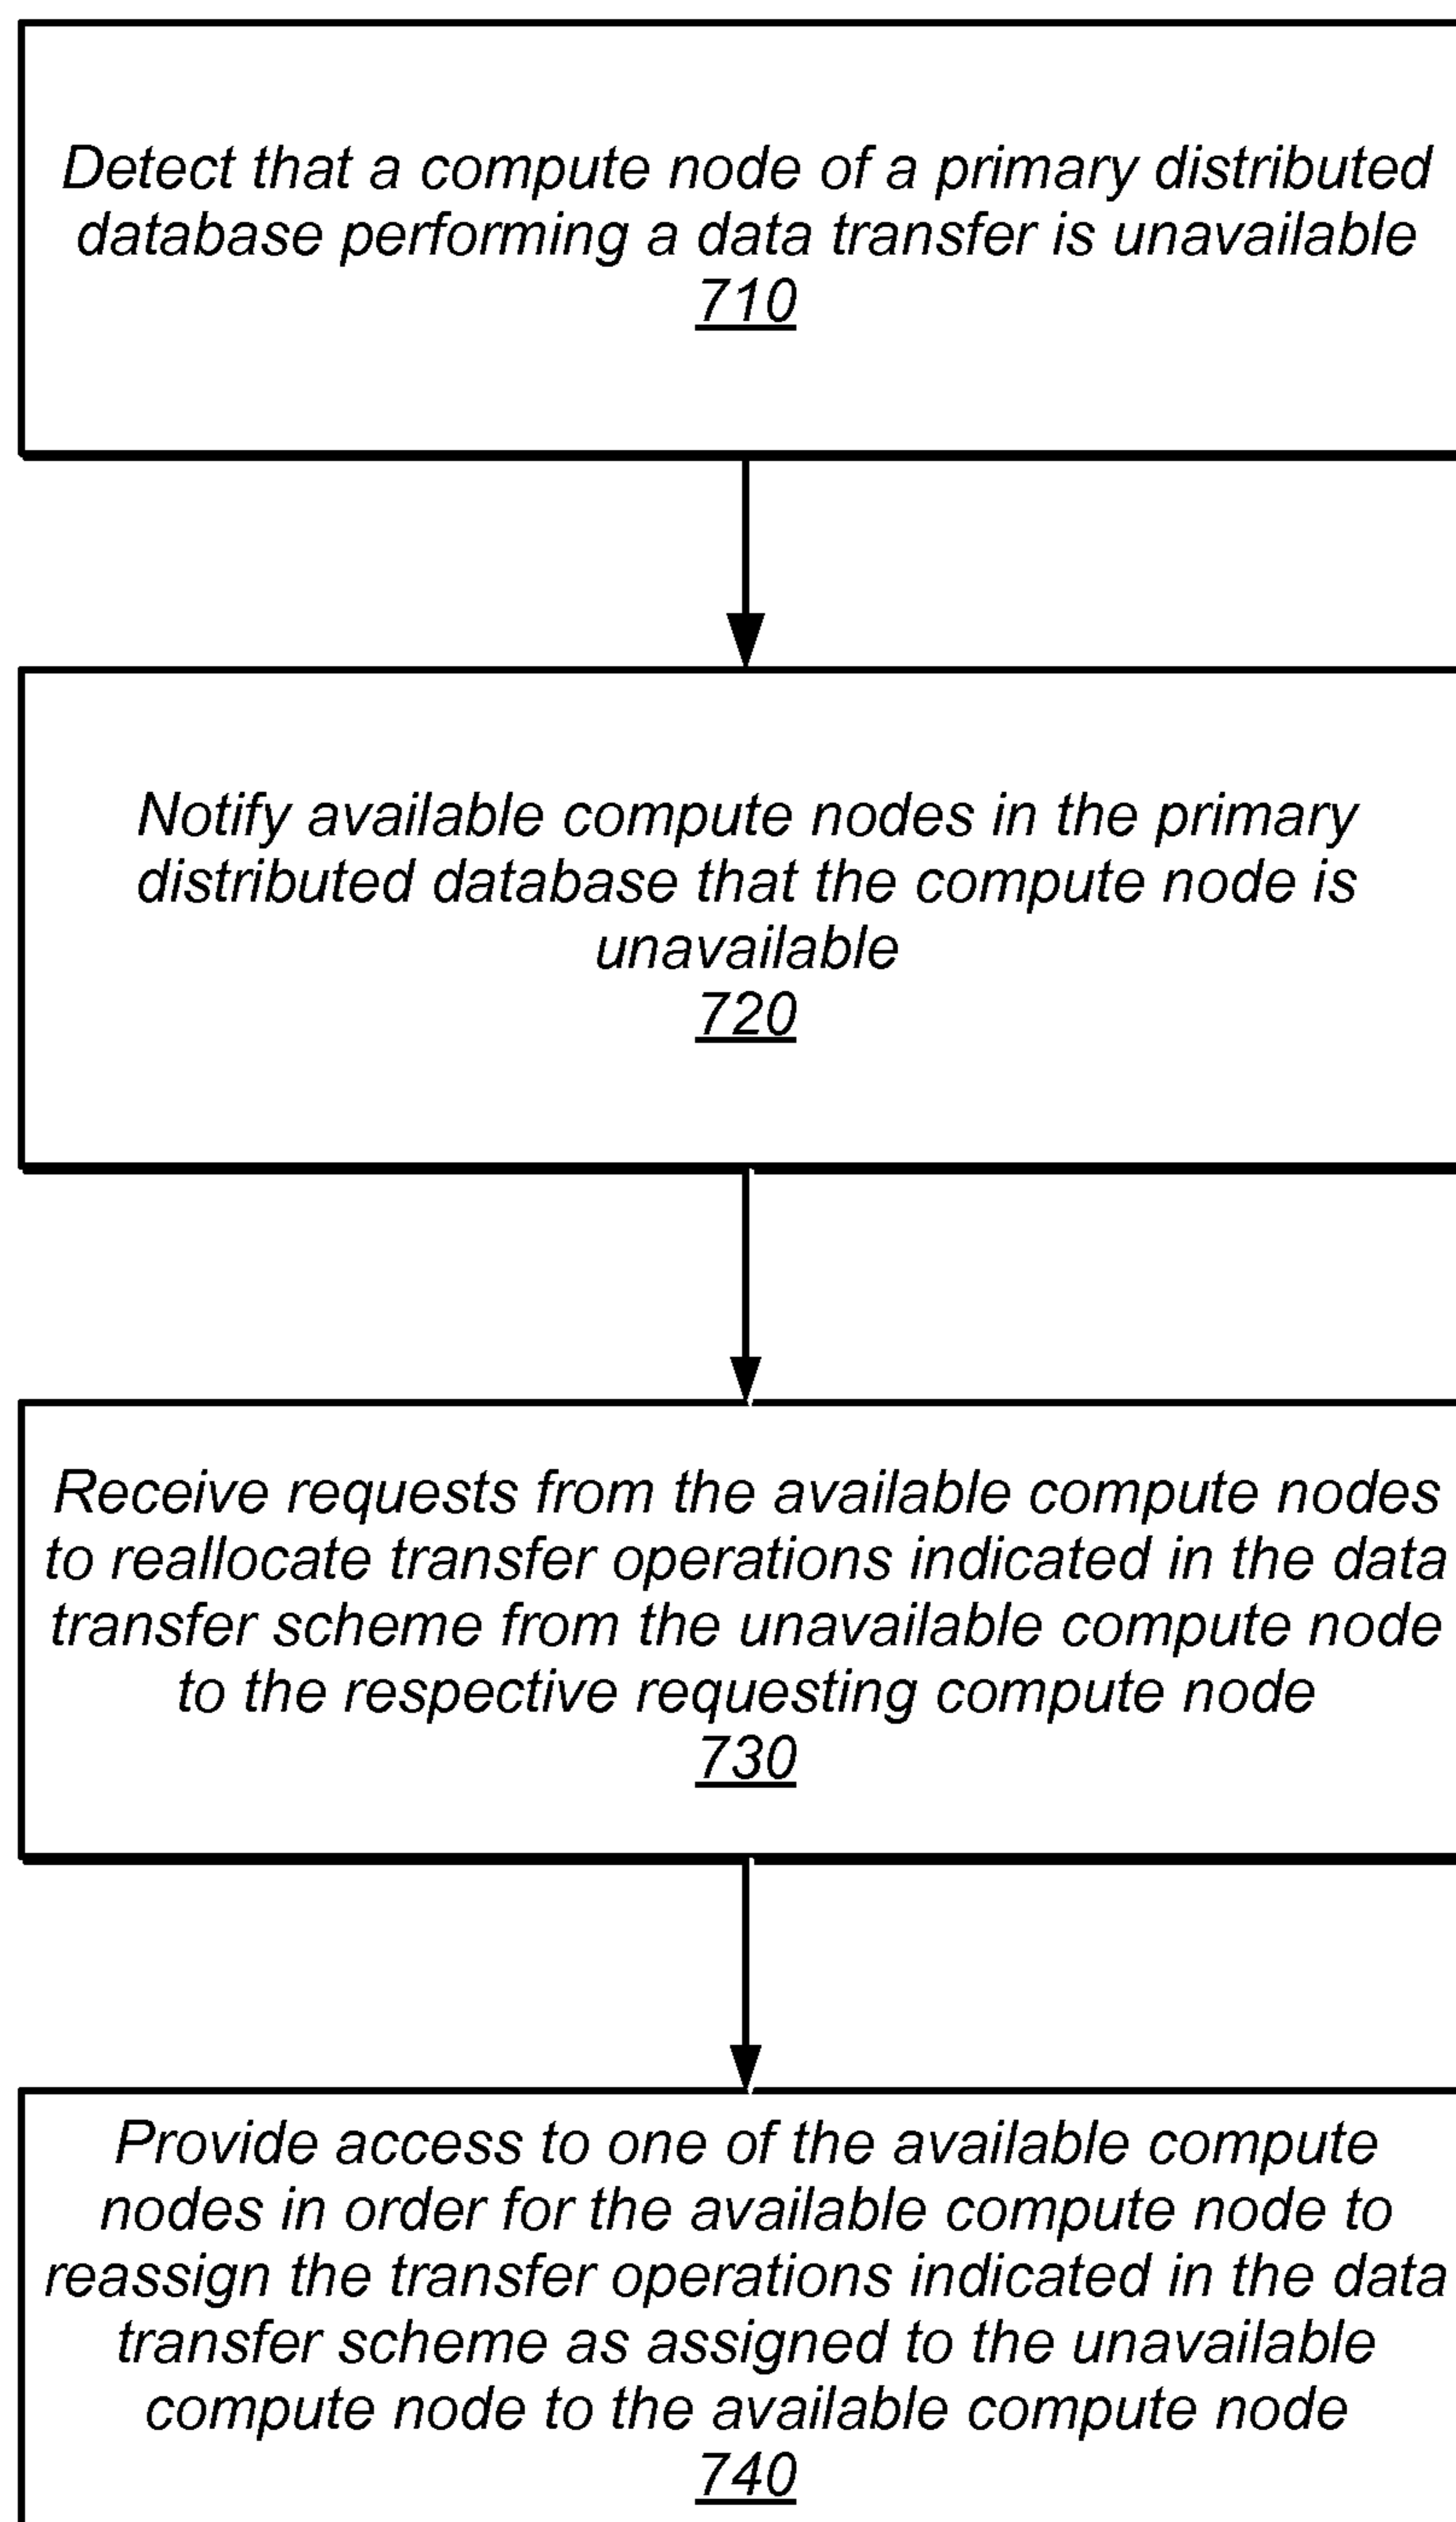 Detect that a compute node of a primary distributed
database performing a data transfer is unavailable
710
Notify available compute nodes in the primary
distributed database that the compute node is
unavailable
720
Receive requests from the available compute nodes
to reallocate transfer operations indicated in the data
transfer scheme from the unavailable compute node
to the respective requesting compute node
730
Provide access to one of the available compute
nodes in order for the available compute node to
reassign the transfer operations indicated in the data
transfer scheme as assigned to the unavailable
compute node to the available compute node
740